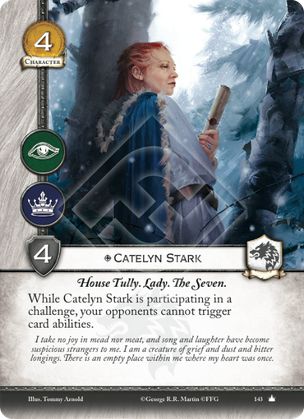 4
CHARACTER
4
Catelyn Stark
House Tully. Lady. The Seven.
While Catelyn Stark is participating in a
challenge, your opponents cannot trigger
card abilities.
I take no joy in mead nor meat, and song and laughter have become
suspicious strangers to me. I am a creature of grief and dust and bitter
longings. There is an empty place within me where my heart was once.
Illus. Tommy Arnold
©George R.R. Martin ©FFG
143